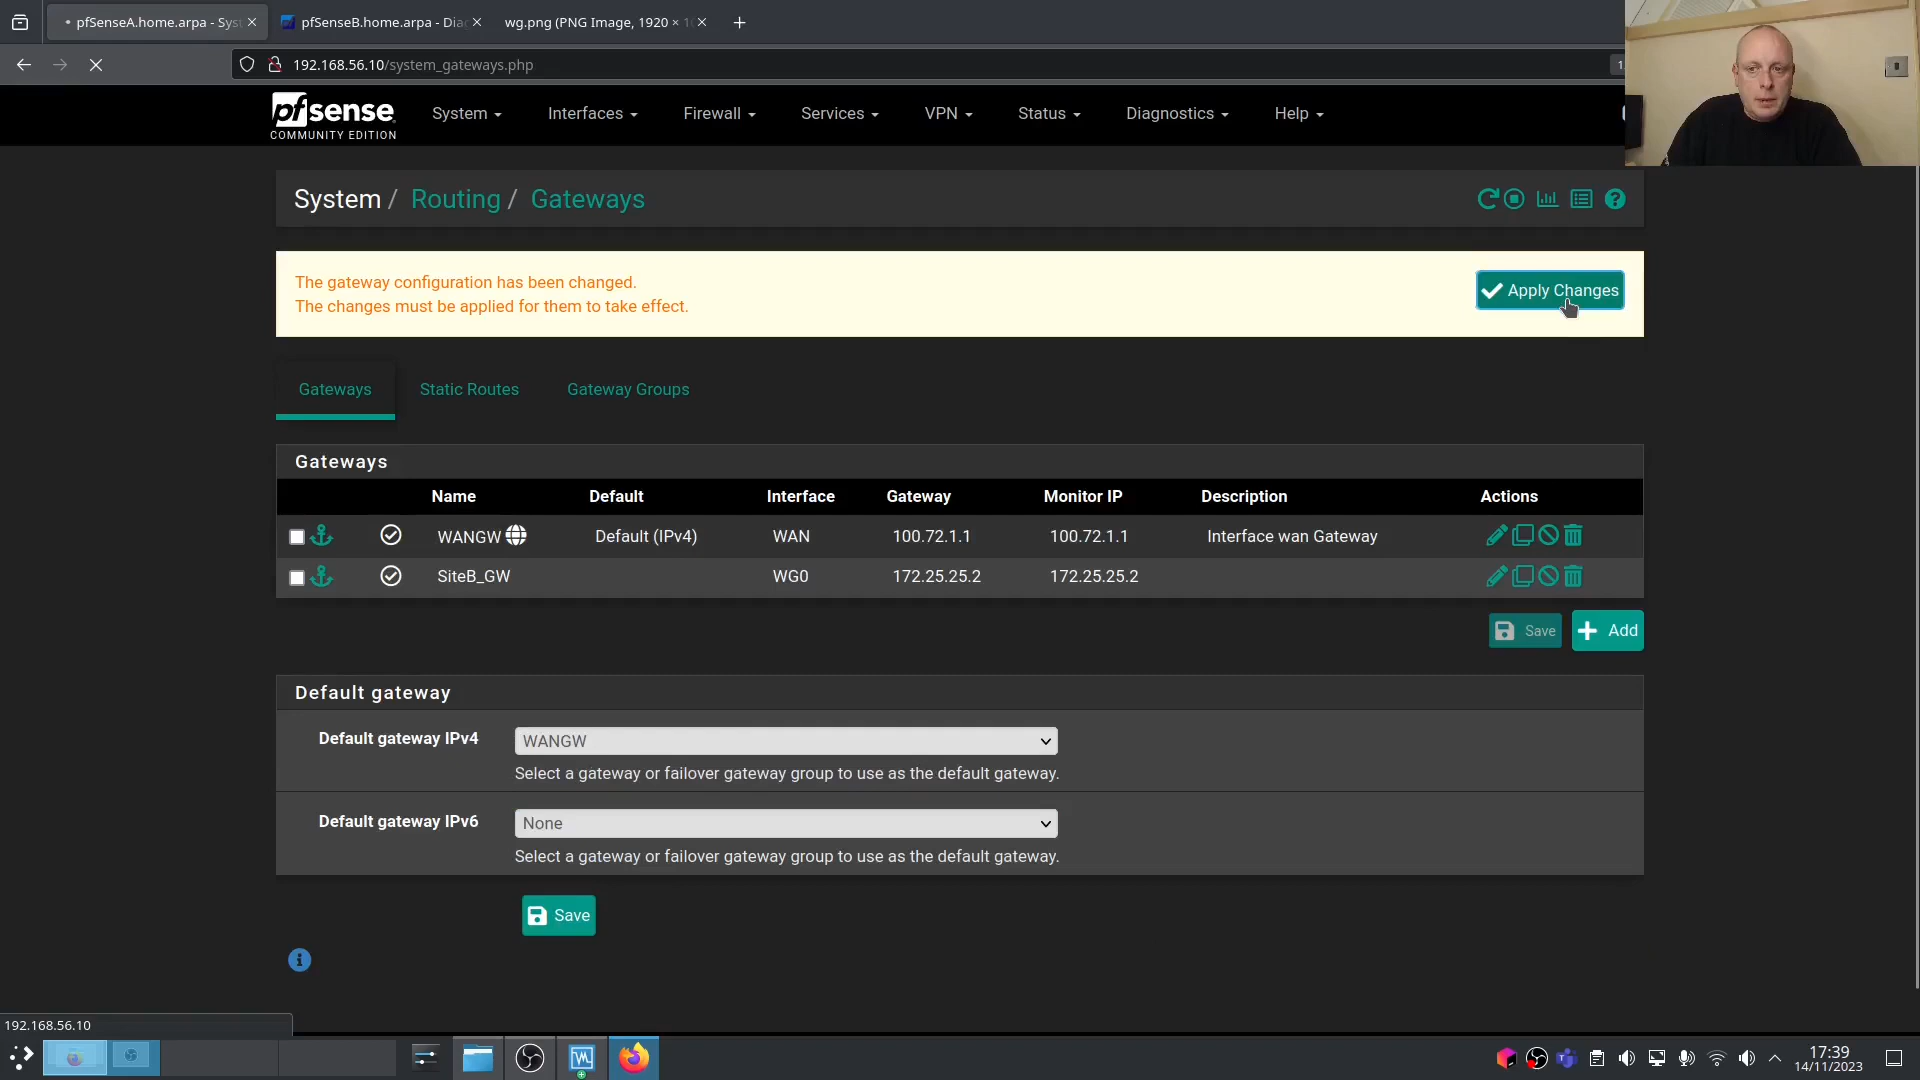 pfSenseA.home.arpa - Sys
pfSenseB.home.arpa - Dia
wg.png (PNG Image, 1920 × 1
192.168.56.10/system_gateways.php
1
pfsense
COMMUNITY EDITION
System
Interfaces
Firewall
Services
VPN
Status
Diagnostics
Help
System / Routing / Gateways
The gateway configuration has been changed.
The changes must be applied for them to take effect.
Apply Changes
Gateways
Static Routes
Gateway Groups
Gateways
Name Default Interface Gateway Monitor IP Description Actions
WANGW Default (IPv4) WAN 100.72.1.1 100.72.1.1 Interface wan Gateway
SiteB_GW WG0 172.25.25.2 172.25.25.2
Save
Add
Default gateway
Default gateway IPv4
WANGW
Select a gateway or failover gateway group to use as the default gateway.
Default gateway IPv6
None
Select a gateway or failover gateway group to use as the default gateway.
Save
192.168.56.10
17:39
14/11/2023